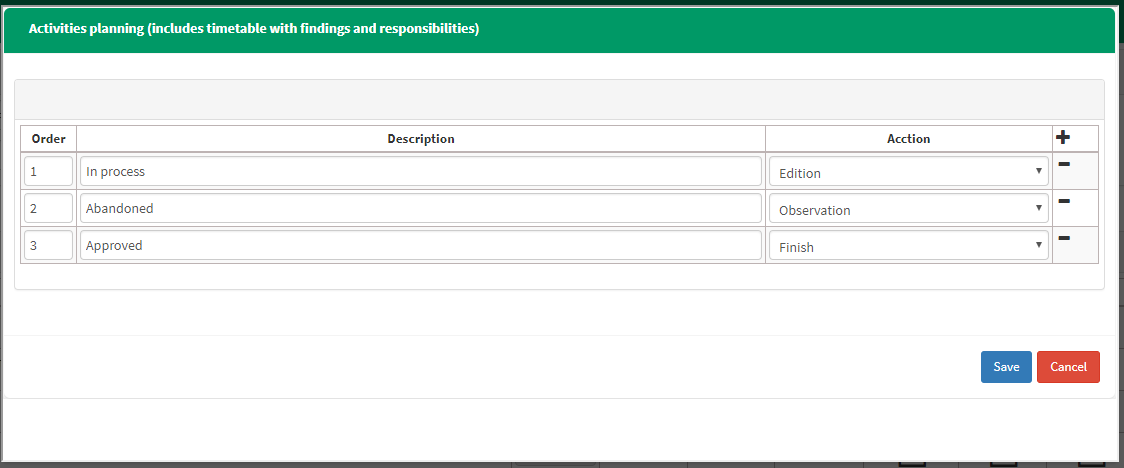 Activities planning (includes timetable with findings and responsibilities)
Order Description Acction
1 In process Edition
2 Abandoned Observation
3 Approved Finish
Save Cancel